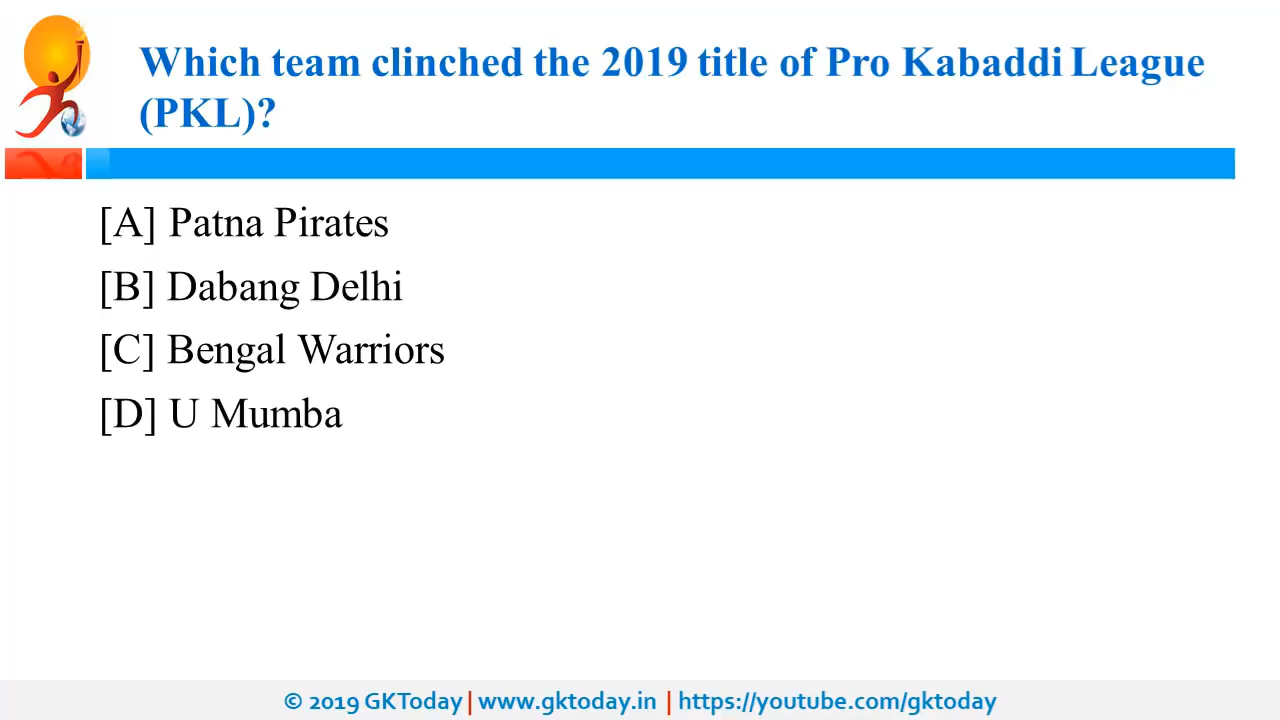 Which team clinched the 2019 title of Pro Kabaddi League
(PKL)?
[A] Patna Pirates
[B] Dabang Delhi
[C] Bengal Warriors
[D] U Mumba
© 2019 GKToday | www.gktoday.in | https://youtube.com/gktoday